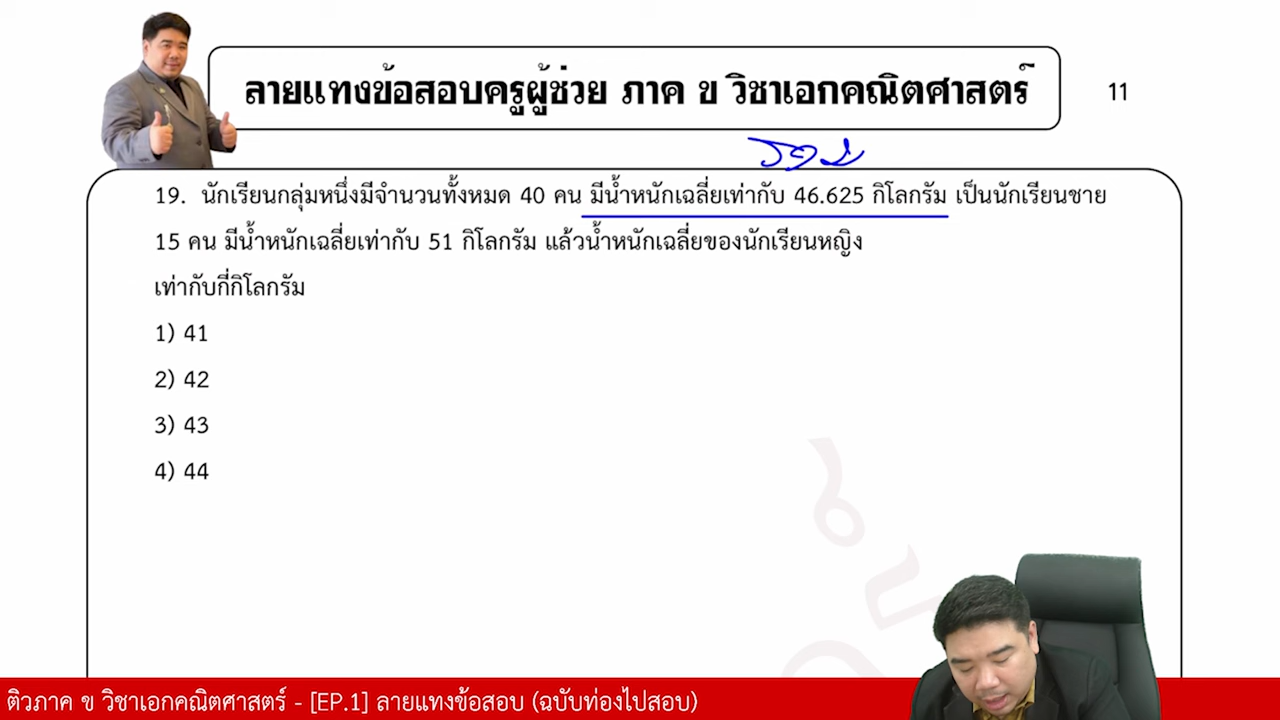 ลายแทงข้อสอบครูผู้ช่วย ภาค ข วิชาเอกคณิตศาสตร์
11
รวม
19. นักเรียนกลุ่มหนึ่งมีจำนวนทั้งหมด 40 คน มีน้ำหนักเฉลี่ยเท่ากับ 46.625 กิโลกรัม เป็นนักเรียนชาย
15 คน มีน้ำหนักเฉลี่ยเท่ากับ 51 กิโลกรัม แล้วน้ำหนักเฉลี่ยของนักเรียนหญิง
เท่ากับกี่กิโลกรัม
1) 41
2) 42
3) 43
4) 44
ติวภาค ข วิชาเอกคณิตศาสตร์ - [EP.1] ลายแทงข้อสอบ (ฉบับท่องไปสอบ)